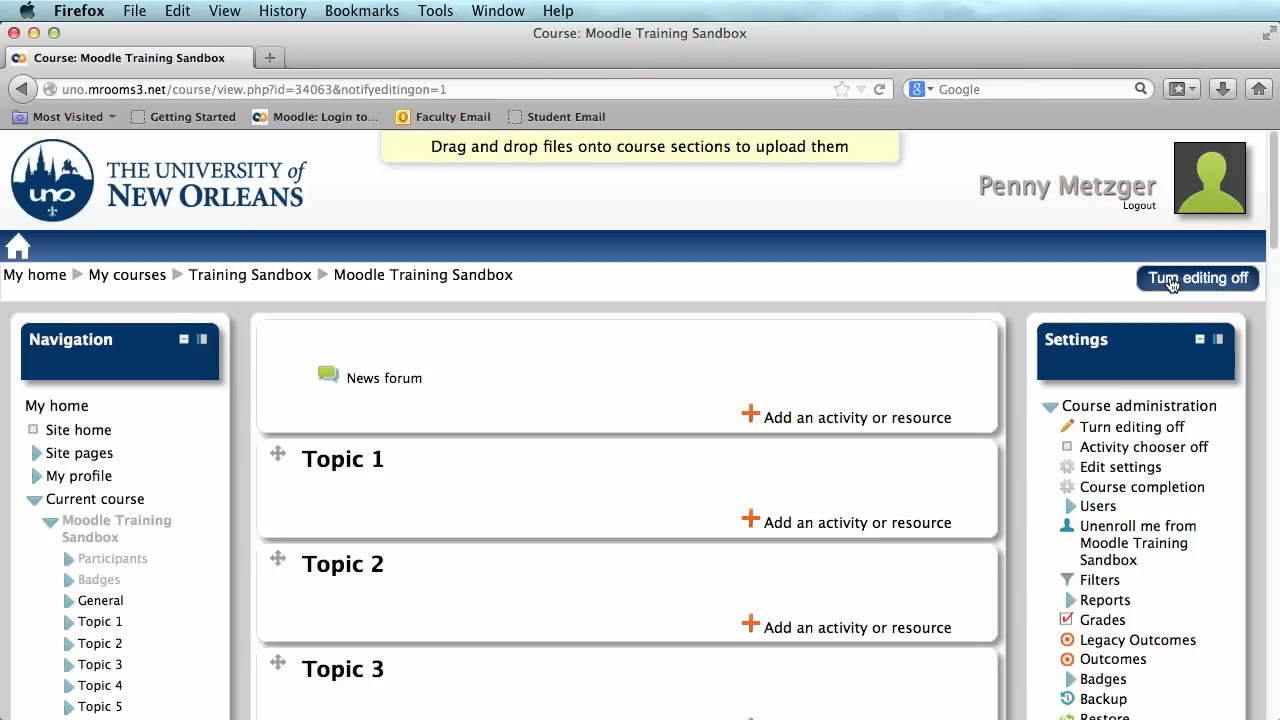 Firefox File Edit View History Bookmarks Tools Window Help
Course: Moodle Training Sandbox
Course: Moodle Training Sandbox
uno.mrooms3.net/course/view.php?id=34063&notifyeditingon=1
Google
Most Visited Getting Started Moodle: Login to... Faculty Email Student Email
Drag and drop files onto course sections to upload them
uno
THE UNIVERSITY of
NEW ORLEANS
Penny Metzger
Logout
My home My courses Training Sandbox Moodle Training Sandbox
Turn editing off
Navigation
My home
Site home
Site pages
My profile
Current course
Moodle Training
Sandbox
Participants
Badges
General
Topic 1
Topic 2
Topic 3
Topic 4
Topic 5
News forum
Add an activity or resource
Topic 1
Add an activity or resource
Topic 2
Add an activity or resource
Topic 3
Settings
Course administration
Turn editing off
Activity chooser off
Edit settings
Course completion
Users
Unenroll me from
Moodle Training
Sandbox
Filters
Reports
Grades
Legacy Outcomes
Outcomes
Badges
Backup
Restore